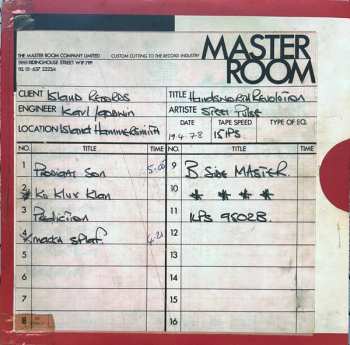 THE MASTER ROOM COMPANY LIMITED CUSTOM CUTTING TO THE RECORD INDUSTRY
59/61 RIDINGHOUSE STREET W1P 7PP
TEL 01-637 2223/4
MASTER
ROOM
CLIENT Island Records TITLE Handsworth Revolution
ENGINEER Karl ARTISTE Steel Pulse
LOCATION Island Hammersmith DATE 19 4 78 TAPE SPEED 15 IPS. TYPE OF EQ.
NO. TITLE TIME NO. TITLE TIME
1 Prodigal Son 5.00 9 B Side MASTER.
2 * Ku Klux Klan 10 * * * *
3 Prediction 11 ILPS 9502B.
4 macka splaf. 4.21 12
5 13
6 14
7 15
8 16